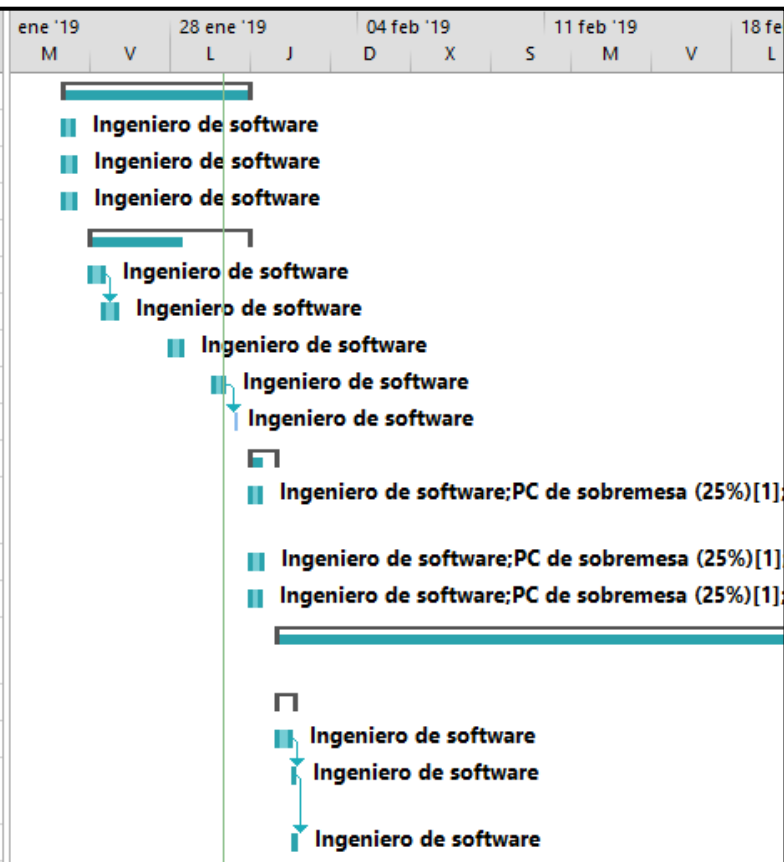 ene '19 28 ene '19 04 feb '19 11 feb '19 18 fe
M V L J D X S M V L
Ingeniero de software
Ingeniero de software
Ingeniero de software
Ingeniero de software
Ingeniero de software
Ingeniero de software
Ingeniero de software
Ingeniero de software
Ingeniero de software;PC de sobremesa (25%)[1];
Ingeniero de software;PC de sobremesa (25%)[1]
Ingeniero de software;PC de sobremesa (25%)[1];
Ingeniero de software
Ingeniero de software
Ingeniero de software